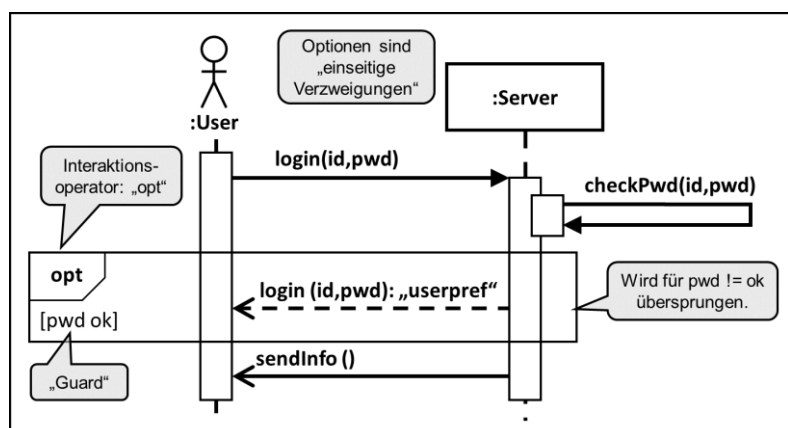 Optionen sind
„einseitige
Verzweigungen“
:User
:Server
login(id,pwd)
Interaktions-
operator: „opt“
checkPwd(id,pwd)
opt
login (id,pwd): „userpref“
Wird für pwd != ok
übersprungen.
[pwd ok]
sendInfo ()
„Guard“